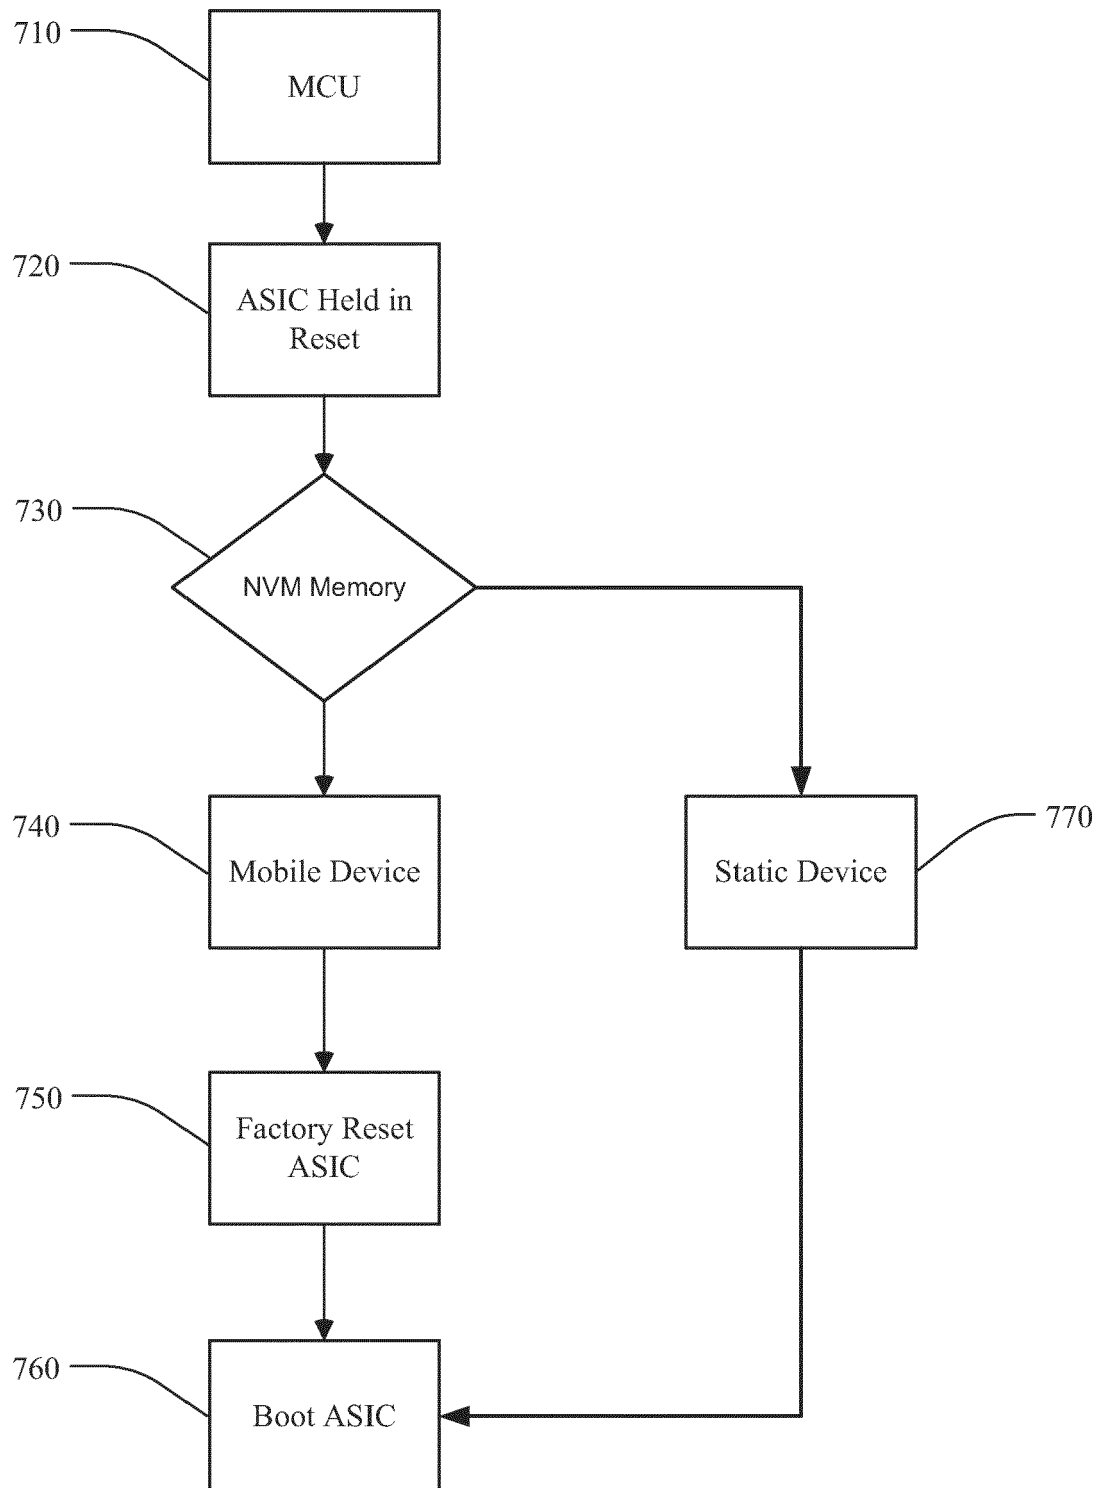 710
MCU
720
ASIC Held in
Reset
730
NVM Memory
740
Mobile Device
Static Device
770
750
Factory Reset
ASIC
760
Boot ASIC